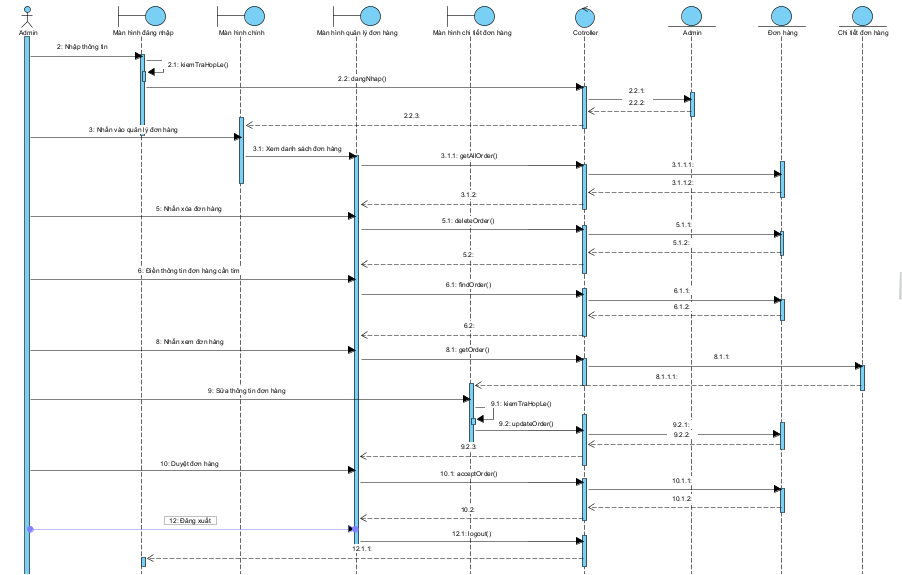 Admin
Màn hình đăng nhập
Màn hình chính
Màn hình quản lý đơn hàng
Màn hình chi tiết đơn hàng
Cotroller
Admin
Đơn hàng
Chi tiết đơn hàng
2: Nhập thông tin
2.1: kiemTraHopLe()
2.2: dangNhap()
2.2.1:
2.2.2:
2.2.3:
3: Nhấn vào quản lý đơn hàng
3.1: Xem danh sách đơn hàng
3.1.1: getAllOrder()
3.1.1.1:
3.1.1.2:
3.1.2:
5: Nhấn xóa đơn hàng
5.1: deleteOrder()
5.1.1:
5.1.2:
5.2:
6: Điền thông tin đơn hàng cần tìm
6.1: findOrder()
6.1.1:
6.1.2:
6.2:
8: Nhấn xem đơn hàng
8.1: getOrder()
8.1.1:
8.1.1.1:
9: Sửa thông tin đơn hàng
9.1: kiemTraHopLe()
9.2: updateOrder()
9.2.1:
9.2.2:
9.2.3:
10: Duyệt đơn hàng
10.1: acceptOrder()
10.1.1:
10.1.2:
10.2:
12: Đăng xuất
12.1: logout()
12.1.1: